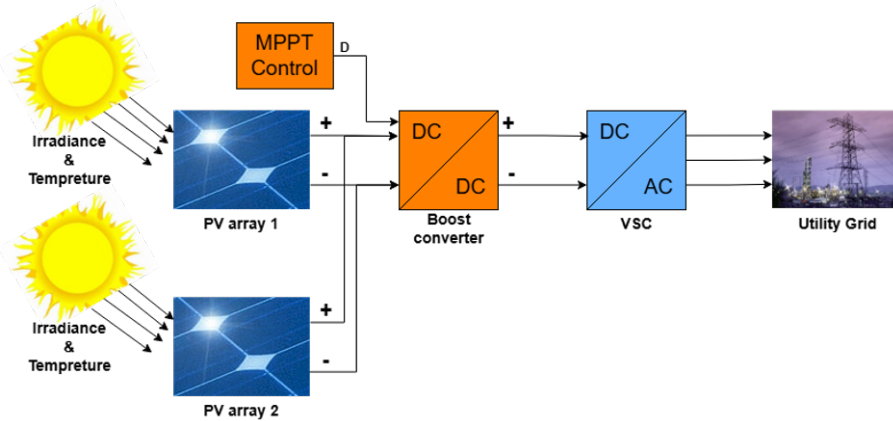 MPPT
Control
D
Irradiance
&
Tempreture
+
-
PV array 1
DC
DC
Boost
converter
+
-
DC
AC
VSC
Utility Grid
Irradiance
&
Tempreture
+
-
PV array 2